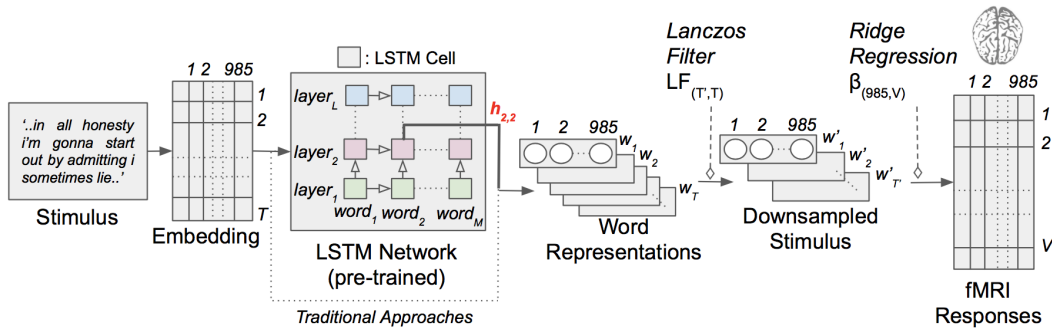 '..in all honesty
i'm gonna start
out by admitting i
sometimes lie..'
Stimulus
1 2 985
1
2
T
Embedding
: LSTM Cell
layer_L
layer_2
layer_1
word_1 word_2 word_M
h_2,2
LSTM Network
(pre-trained)
Traditional Approaches
1 2 985
w_1
w_2
w_T
Word
Representations
Lanczos
Filter
LF_(T',T)
1 2 985
w'_1
w'_2
w'_T'
Downsampled
Stimulus
Ridge
Regression
β_(985,V)
1 2 985
1
2
V
fMRI
Responses